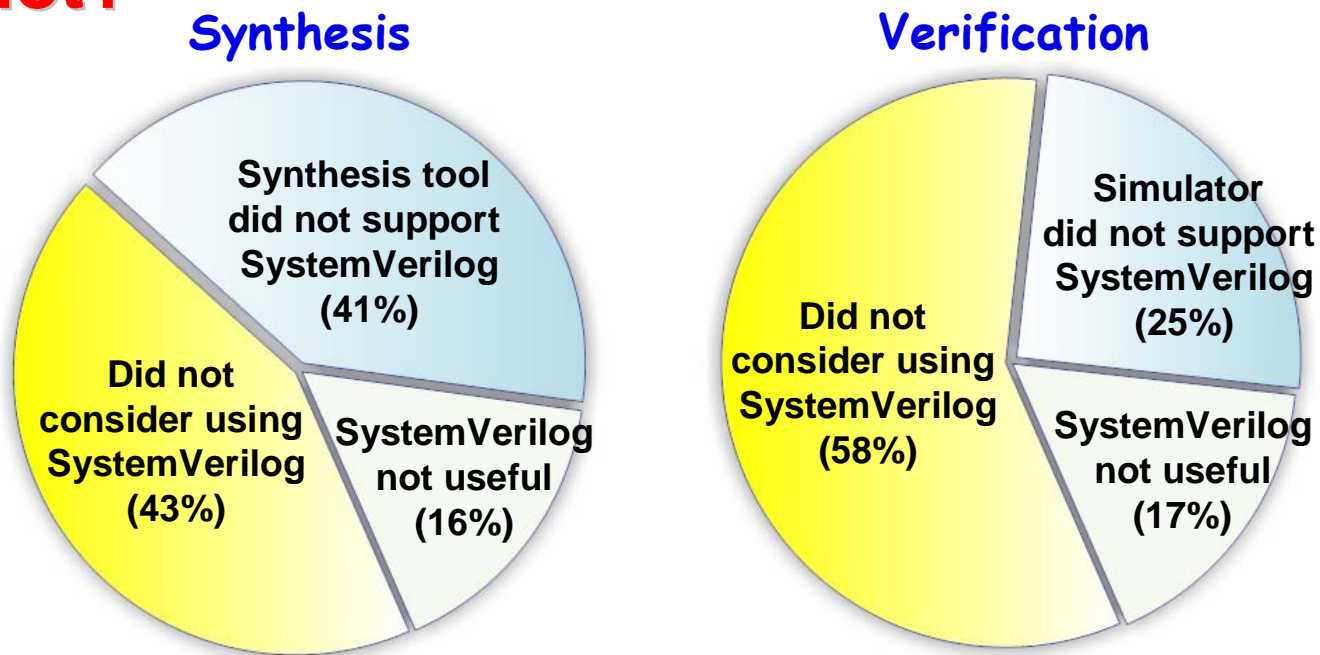 Synthesis
Verification
Synthesis tool
did not support
SystemVerilog
(41%)
Did not
consider using
SystemVerilog
(43%)
SystemVerilog
not useful
(16%)
Simulator
did not support
SystemVerilog
(25%)
Did not
consider using
SystemVerilog
(58%)
SystemVerilog
not useful
(17%)